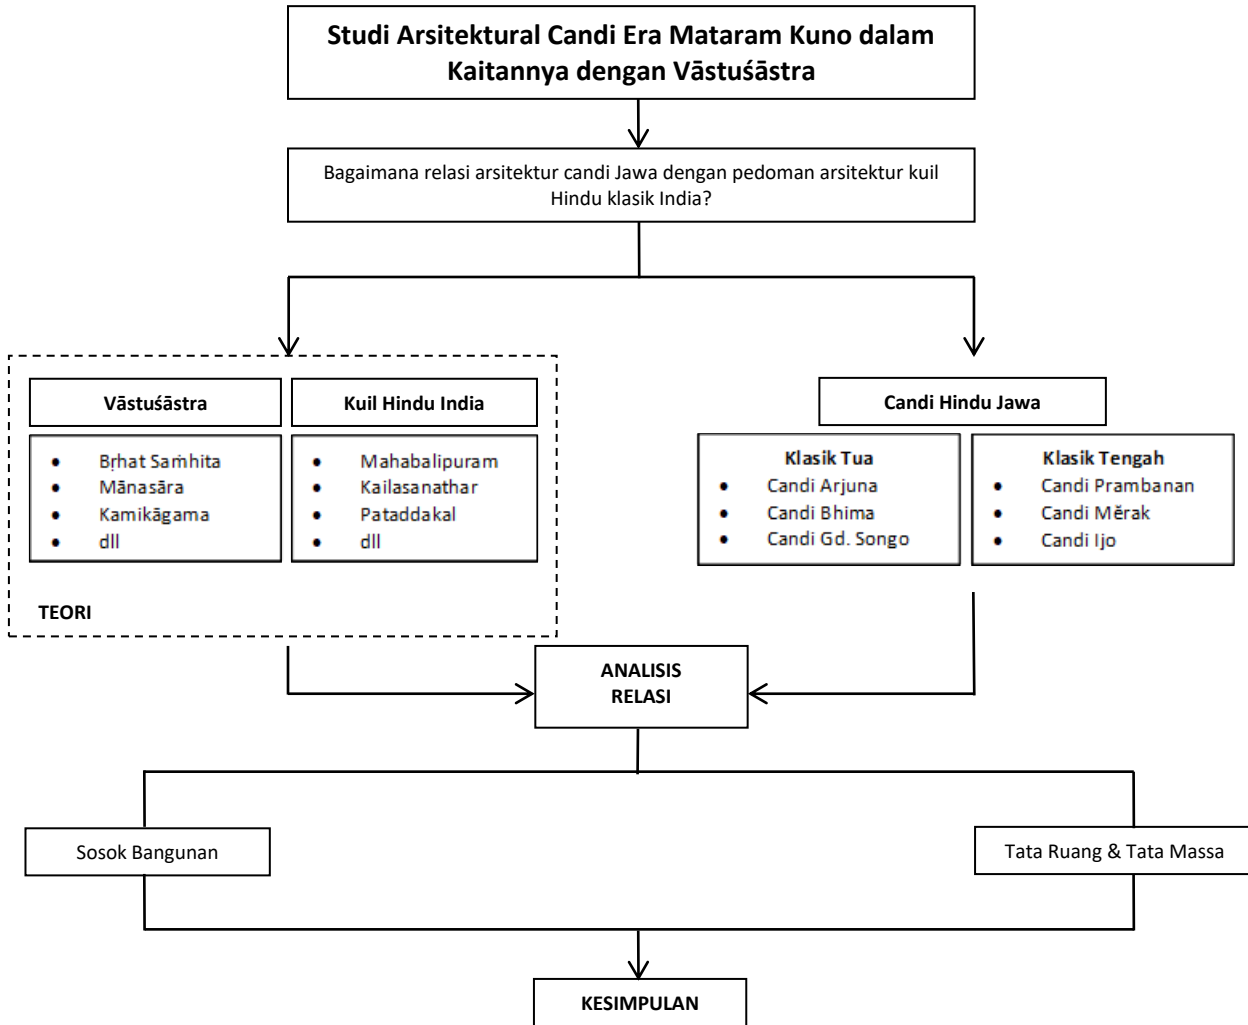 Studi Arsitektural Candi Era Mataram Kuno dalam
Kaitannya dengan Vāstuśāstra
Bagaimana relasi arsitektur candi Jawa dengan pedoman arsitektur kuil
Hindu klasik India?
Vāstuśāstra
• Bṛhat Saṁhita
• Mānasāra
• Kamikāgama
• dll
Kuil Hindu India
• Mahabalipuram
• Kailasanathar
• Pataddakal
• dll
TEORI
Candi Hindu Jawa
Klasik Tua
• Candi Arjuna
• Candi Bhima
• Candi Gd. Songo
Klasik Tengah
• Candi Prambanan
• Candi Mĕrak
• Candi Ijo
ANALISIS
RELASI
Sosok Bangunan
Tata Ruang & Tata Massa
KESIMPULAN